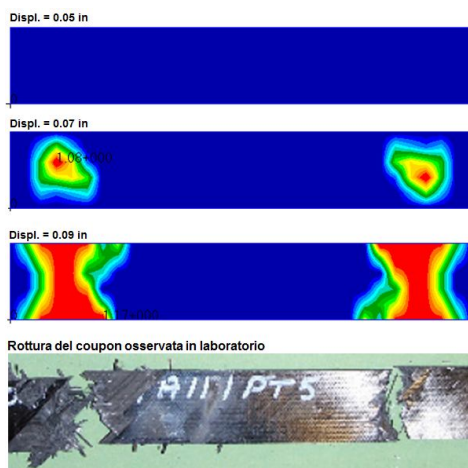 Displ. = 0.05 in
Displ. = 0.07 in
1.08+000
Displ. = 0.09 in
Rottura del coupon osservata in laboratorio
A111PT5